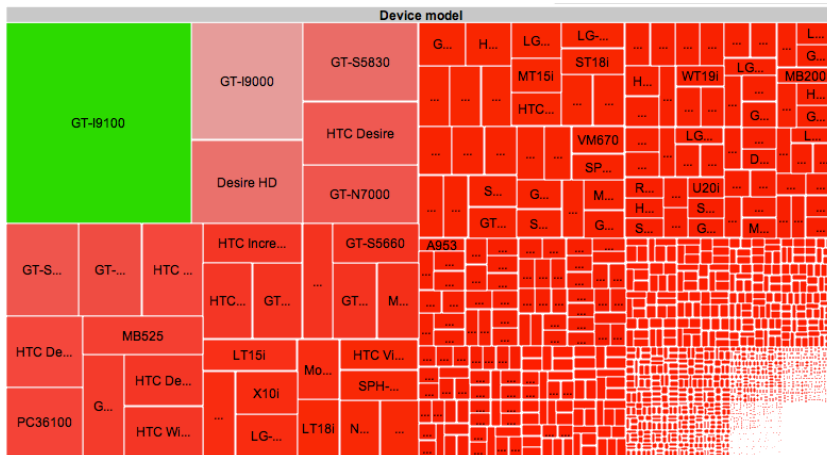 Device model
GT-I9100
GT-I9000
Desire HD
GT-S5830
HTC Desire
GT-N7000
GT-S...
GT-...
HTC ...
HTC Incre...
HTC...
GT...
...
GT-S5660
GT...
M...
HTC De...
PC36100
MB525
G...
HTC De...
HTC Wi...
LT15i
...
X10i
LG-...
Mo...
LT18i
HTC Vi...
SPH-...
N...
...
G...
H...
LG...
LG-...
MT15i
HTC...
ST18i
VM670
SP...
S...
GT...
G...
S...
M...
G...
A953
H...
WT19i
LG...
G...
L...
G...
MB200
H...
G...
LG...
D...
L...
R...
H...
S...
U20i
S...
G...
M...